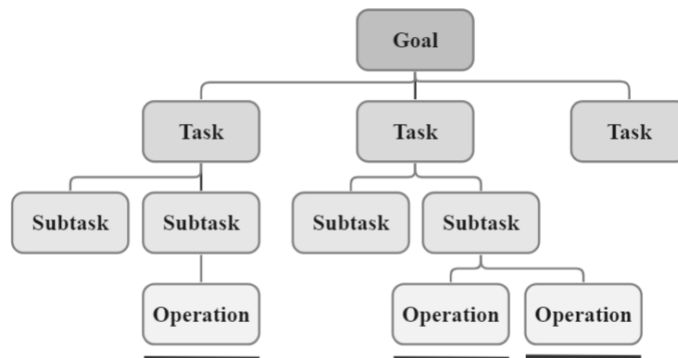 Goal
Task
Task
Task
Subtask
Subtask
Subtask
Subtask
Operation
Operation
Operation